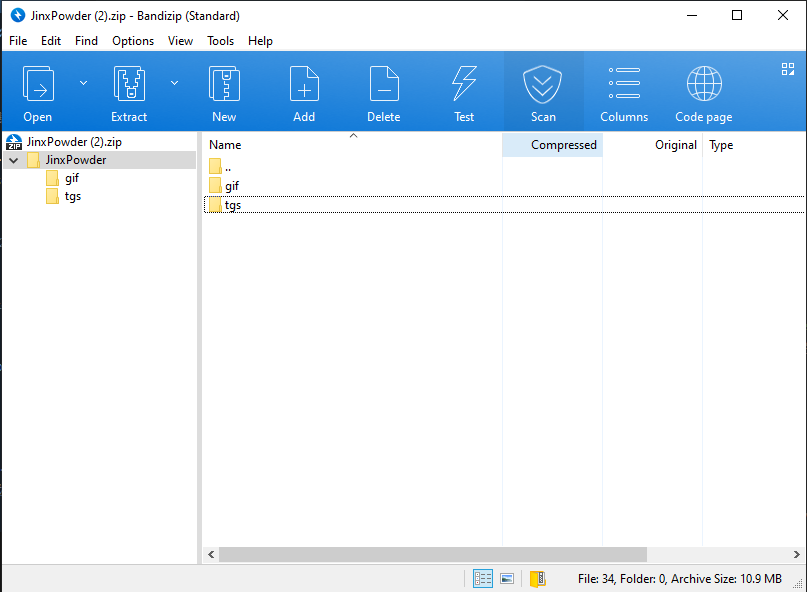 JinxPowder (2).zip - Bandizip (Standard)
File Edit Find Options View Tools Help
Open Extract New Add Delete Test Scan Columns Code page
JinxPowder (2).zip
JinxPowder
gif
tgs
Name Compressed Original Type
..
gif
tgs
File: 34, Folder: 0, Archive Size: 10.9 MB